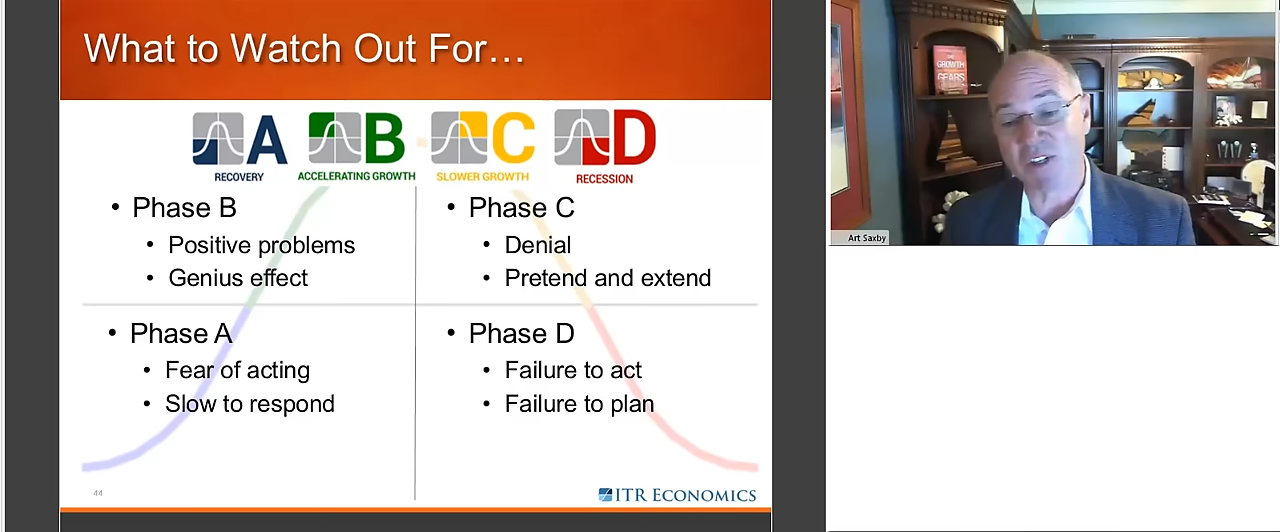 What to Watch Out For…
A
B
C
D
RECOVERY
ACCELERATING GROWTH
SLOWER GROWTH
RECESSION
• Phase B
• Positive problems
• Genius effect
• Phase C
• Denial
• Pretend and extend
• Phase A
• Fear of acting
• Slow to respond
• Phase D
• Failure to act
• Failure to plan
44
ITR ECONOMICS
GROWTH
GEARS
Art Saxby